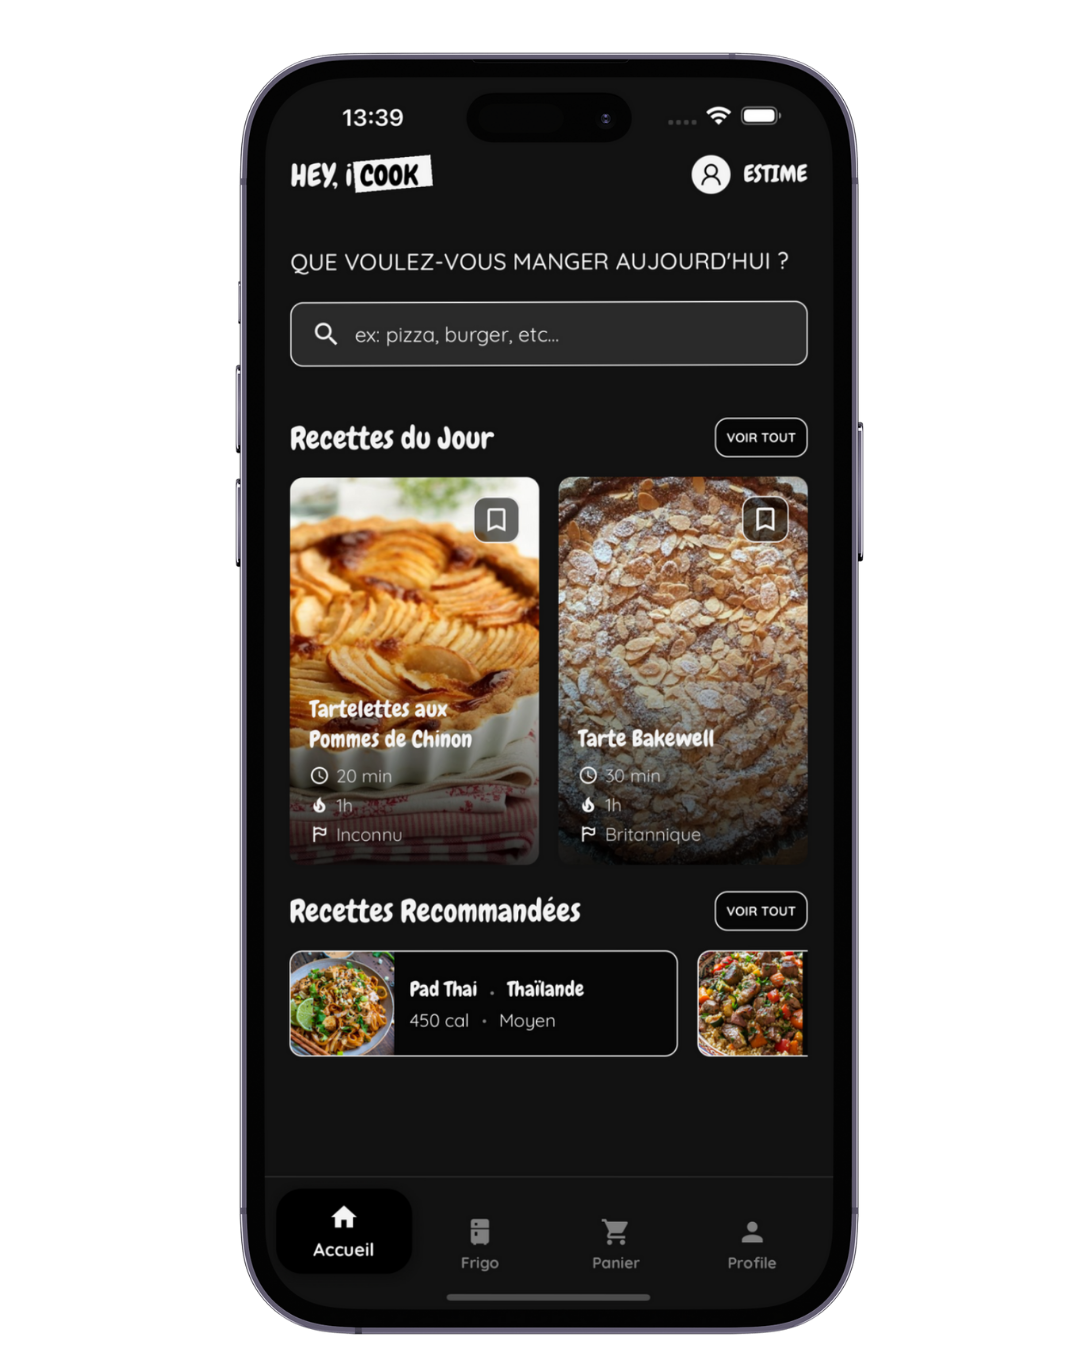 13:39
HEY, i COOK
ESTIME
QUE VOULEZ-VOUS MANGER AUJOURD'HUI ?
ex: pizza, burger, etc...
Recettes du Jour
VOIR TOUT
Tartelettes aux
Pommes de Chinon
20 min
1h
Inconnu
Tarte Bakewell
30 min
1h
Britannique
Recettes Recommandées
VOIR TOUT
Pad Thai . Thaïlande
450 cal • Moyen
Accueil
Frigo
Panier
Profile